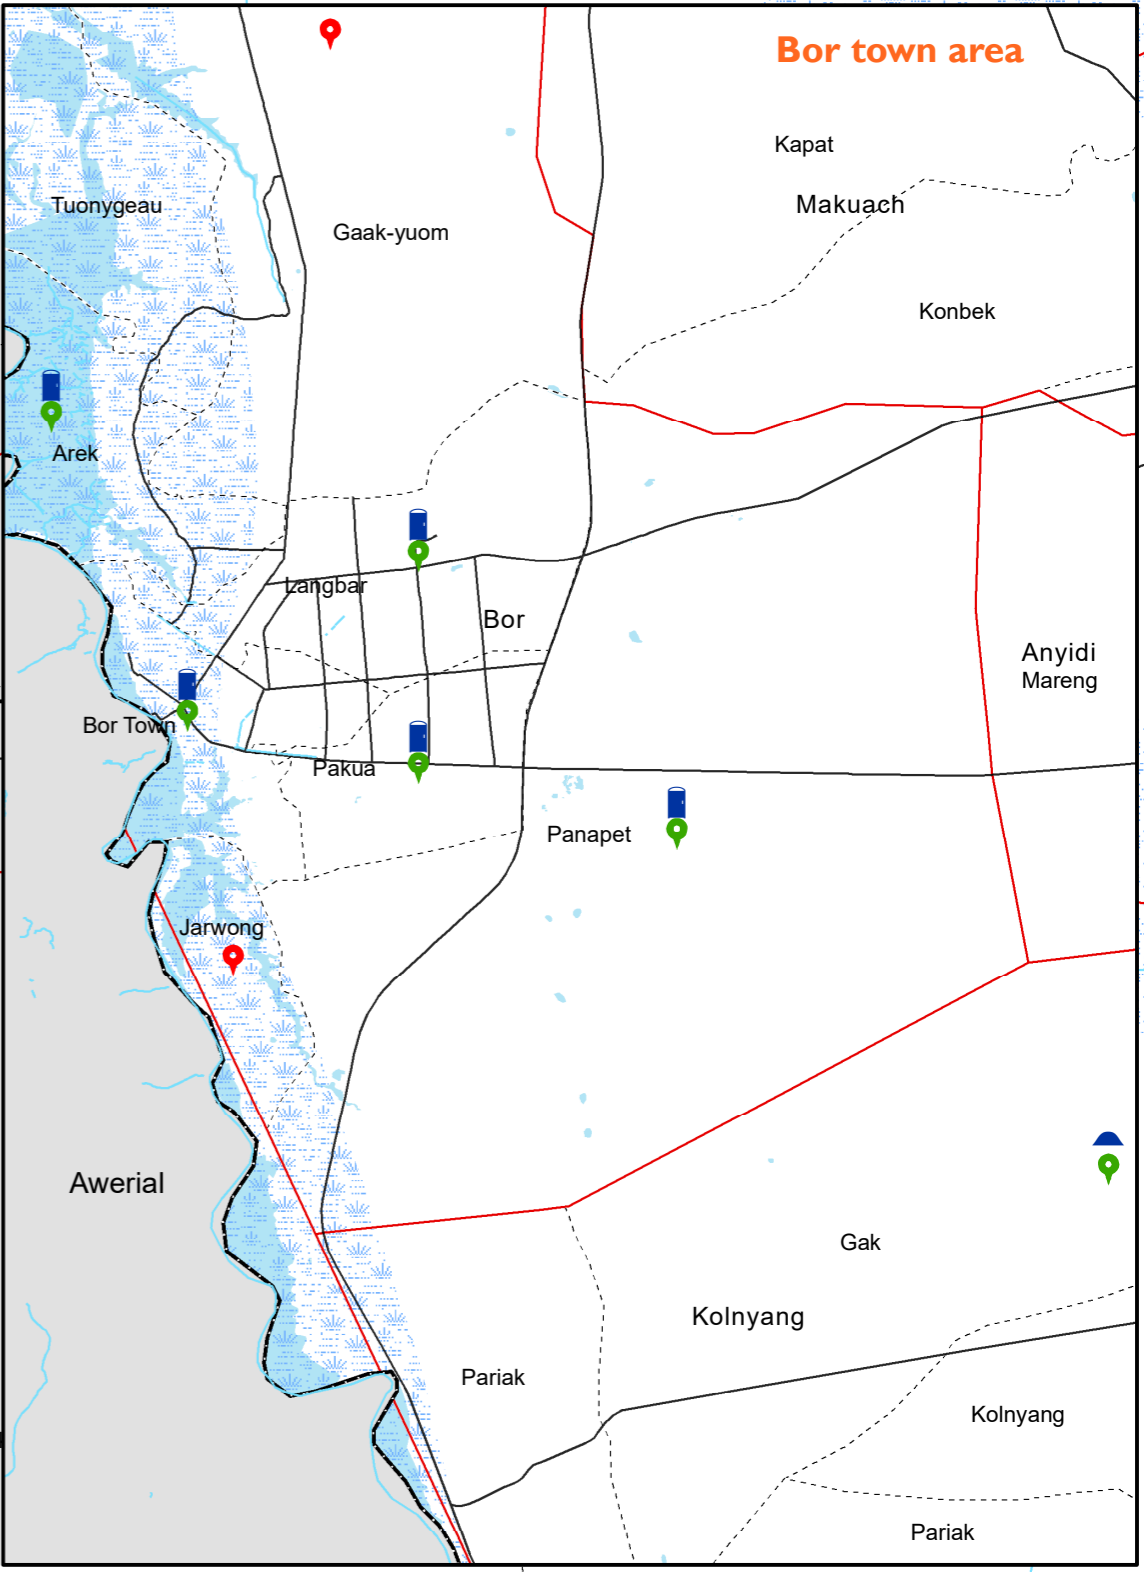 Bor town area
Kapat
Makuach
Tuonygeau
Gaak-yuom
Konbek
Arek
Langbar
Bor
Anyidi
Mareng
Bor Town
Pakua
Panapet
Jarwong
Awerial
Gak
Kolnyang
Pariak
Kolnyang
Pariak